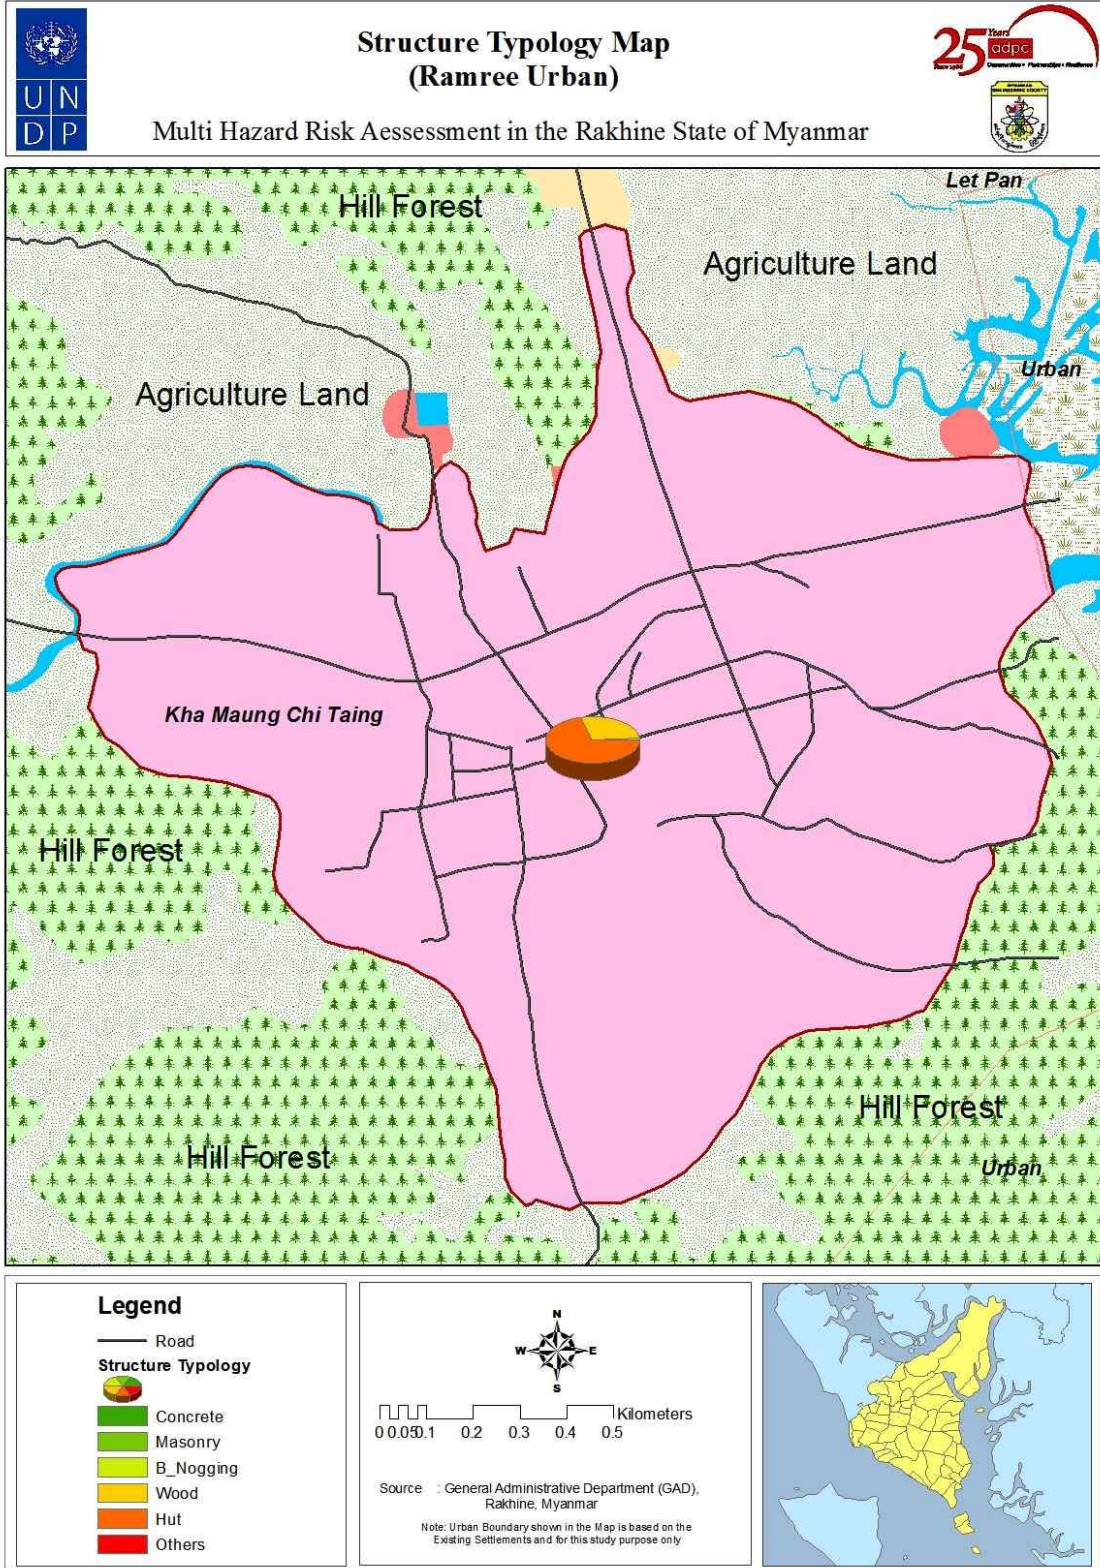 UN
DP
Structure Typology Map
(Ramree Urban)
Multi Hazard Risk Aessessment in the Rakhine State of Myanmar
25 Years
adpc
Let Pan
Hill Forest
Agriculture Land
Urban
Agriculture Land
Kha Maung Chi Taing
Hill Forest
Hill Forest
Hill Forest
Urban
Legend
Road
Structure Typology
Concrete
Masonry
B_Nogging
Wood
Hut
Others
N
W E
S
Kilometers
0 0.05 0.1 0.2 0.3 0.4 0.5
Source : General Administrative Department (GAD),
Rakhine, Myanmar
Note: Urban Boundary shown in the Map is based on the
Existing Settlements and for this study purpose only